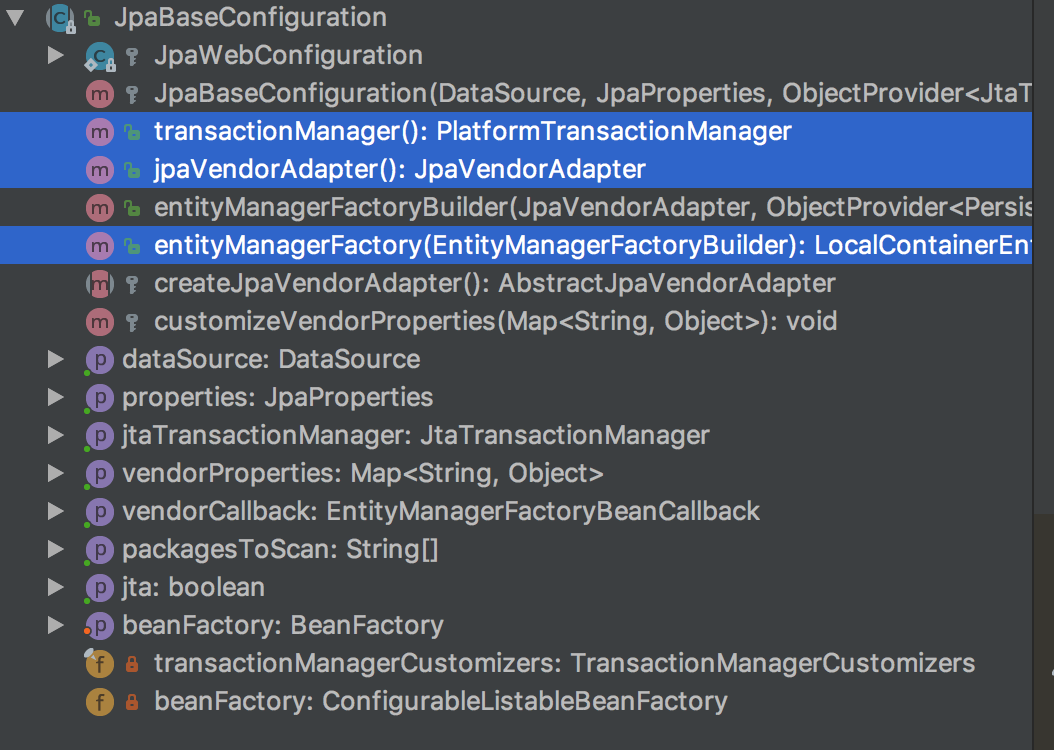 JpaBaseConfiguration
JpaWebConfiguration
JpaBaseConfiguration(DataSource, JpaProperties, ObjectProvider<JtaT
transactionManager(): PlatformTransactionManager
jpaVendorAdapter(): JpaVendorAdapter
entityManagerFactoryBuilder(JpaVendorAdapter, ObjectProvider<Persis
entityManagerFactory(EntityManagerFactoryBuilder): LocalContainerEnt
createJpaVendorAdapter(): AbstractJpaVendorAdapter
customizeVendorProperties(Map<String, Object>): void
dataSource: DataSource
properties: JpaProperties
jtaTransactionManager: JtaTransactionManager
vendorProperties: Map<String, Object>
vendorCallback: EntityManagerFactoryBeanCallback
packagesToScan: String[]
jta: boolean
beanFactory: BeanFactory
transactionManagerCustomizers: TransactionManagerCustomizers
beanFactory: ConfigurableListableBeanFactory